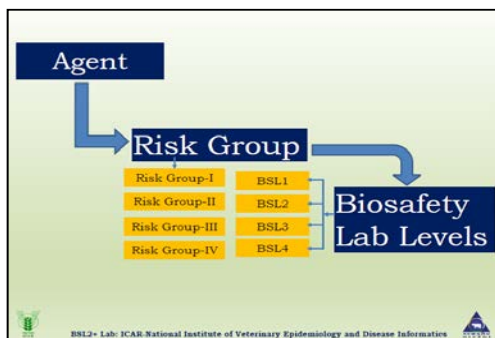 Agent
Risk Group
Risk Group-I
Risk Group-II
Risk Group-III
Risk Group-IV
BSL1
BSL2
BSL3
BSL4
Biosafety
Lab Levels
BSL2+ Lab: ICAR-National Institute of Veterinary Epidemiology and Disease Informatics